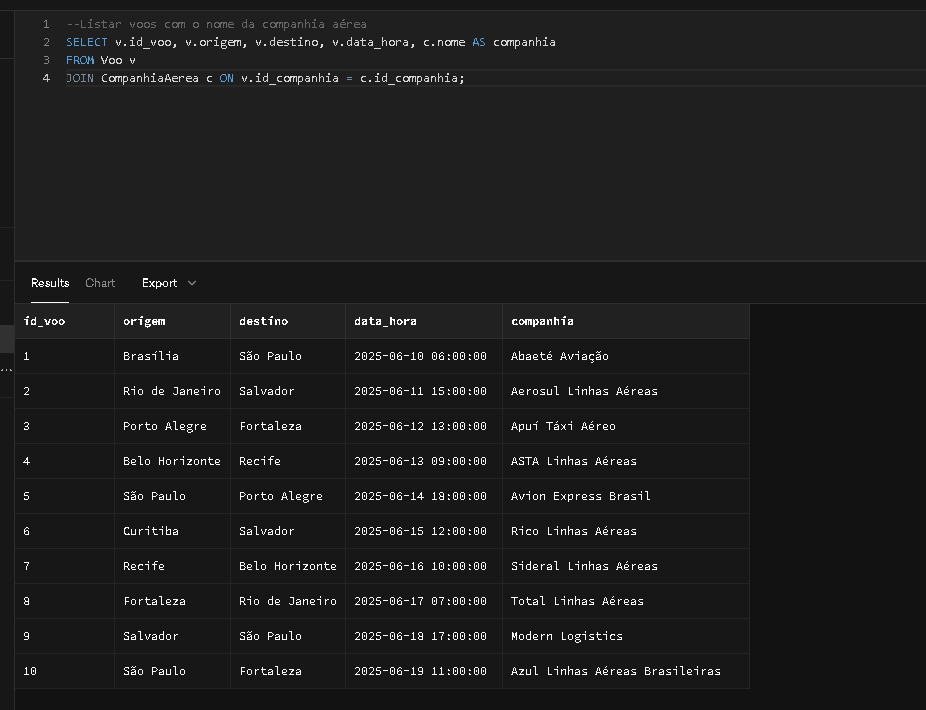 1 --Listar voos com o nome da companhia aérea
2 SELECT v.id_voo, v.origem, v.destino, v.data_hora, c.nome AS companhia
3 FROM Voo v
4 JOIN CompanhiaAerea c ON v.id_companhia = c.id_companhia;
Results Chart Export
id_voo origem destino data_hora companhia
1 Brasília São Paulo 2025-06-10 06:00:00 Abaeté Aviação
2 Rio de Janeiro Salvador 2025-06-11 15:00:00 Aerosul Linhas Aéreas
3 Porto Alegre Fortaleza 2025-06-12 13:00:00 Apuí Táxi Aéreo
4 Belo Horizonte Recife 2025-06-13 09:00:00 ASTA Linhas Aéreas
5 São Paulo Porto Alegre 2025-06-14 18:00:00 Avion Express Brasil
6 Curitiba Salvador 2025-06-15 12:00:00 Rico Linhas Aéreas
7 Recife Belo Horizonte 2025-06-16 10:00:00 Sideral Linhas Aéreas
8 Fortaleza Rio de Janeiro 2025-06-17 07:00:00 Total Linhas Aéreas
9 Salvador São Paulo 2025-06-18 17:00:00 Modern Logistics
10 São Paulo Fortaleza 2025-06-19 11:00:00 Azul Linhas Aéreas Brasileiras